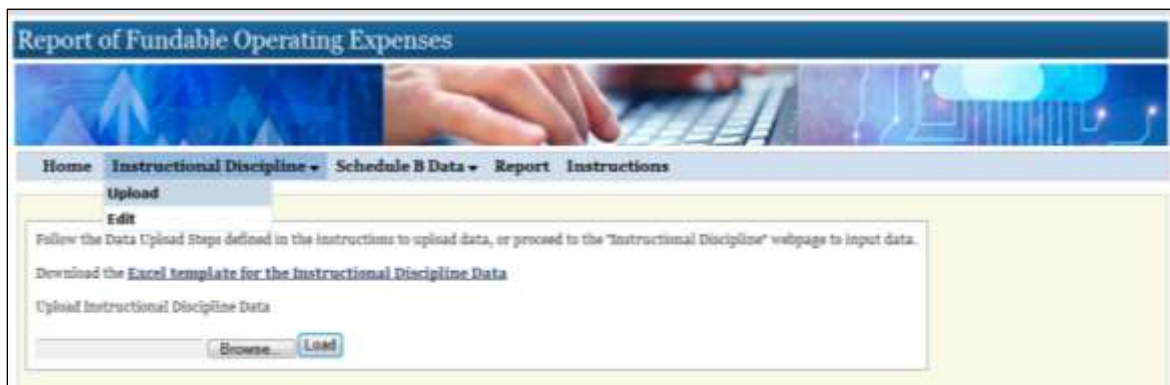 Report of Fundable Operating Expenses
Home Instructional Discipline Schedule B Data Report Instructions
Upload
Edit
Follow the Data Upload Steps defined in the instructions to upload data, or proceed to the "Instructional Discipline" webpage to input data.
Download the Excel template for the Instructional Discipline Data
Upload Instructional Discipline Data
Browse... Load